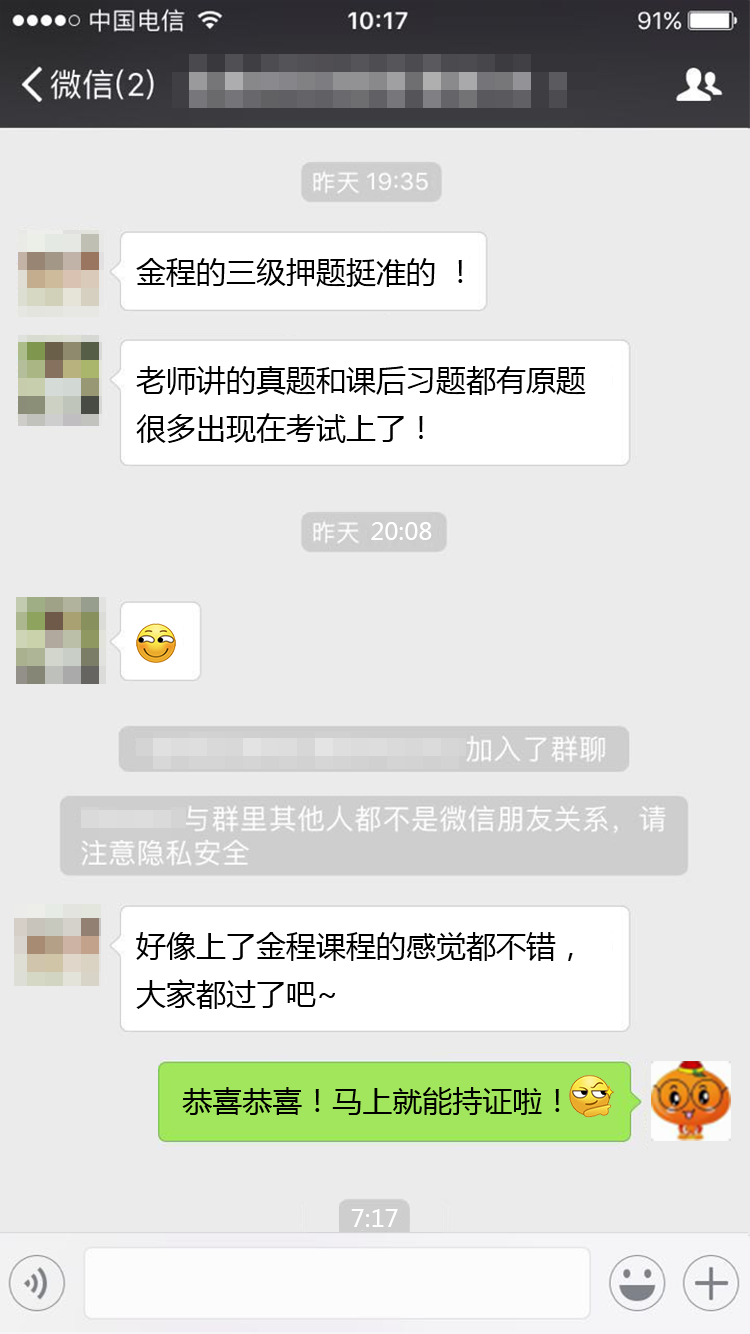 中国电信
10:17
91%
微信(2)
昨天 19:35
金程的三级押题挺准的 ！
老师讲的真题和课后习题都有原题
很多出现在考试上了！
昨天 20:08
加入了群聊
与群里其他人都不是微信朋友关系，请
注意隐私安全
好像上了金程课程的感觉都不错，
大家都过了吧~
恭喜恭喜！马上就能持证啦！
7:17